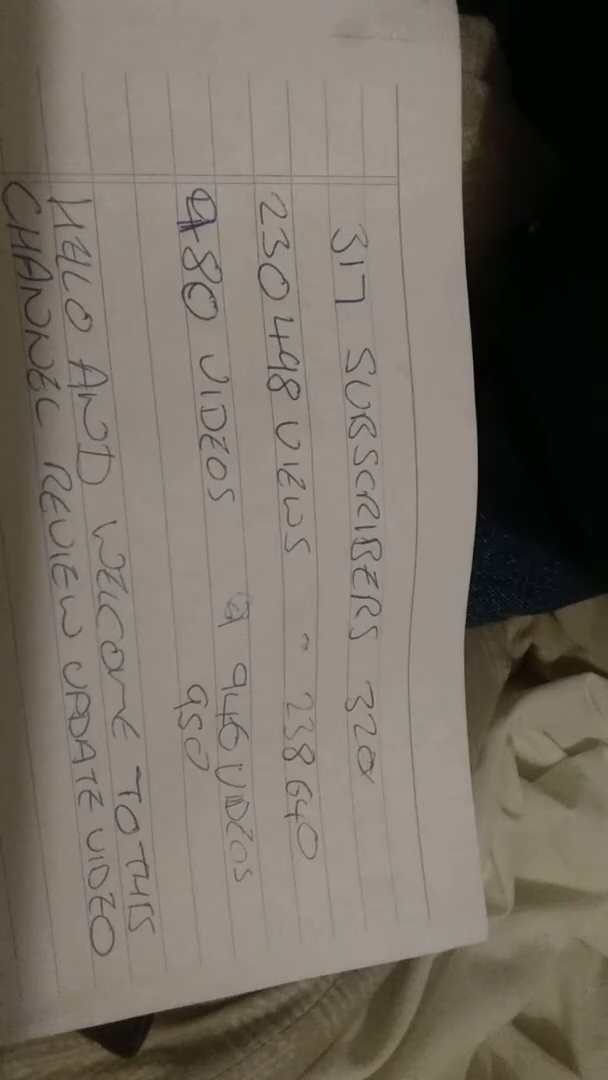 317 SUBSCRIBERS 320
230498 VIEWS 238640
946 VIDEOS
480 VIDEOS 950
HELLO AND WELCOME TO THIS
CHANNEL REVIEW UPDATE VIDEO